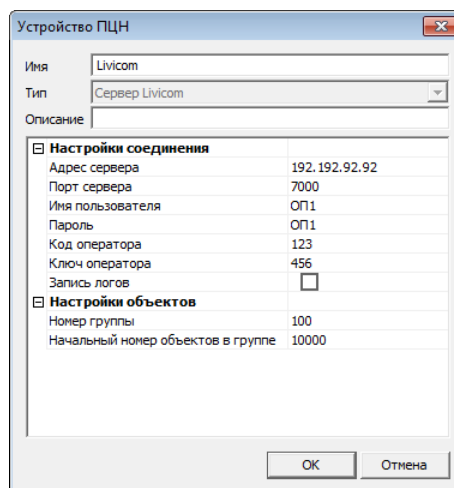 Устройство ПЦН
Имя Livicom
Тип Сервер Livicom
Описание
Настройки соединения
Адрес сервера 192.192.92.92
Порт сервера 7000
Имя пользователя ОП1
Пароль ОП1
Код оператора 123
Ключ оператора 456
Запись логов
Настройки объектов
Номер группы 100
Начальный номер объектов в группе 10000
OK Отмена